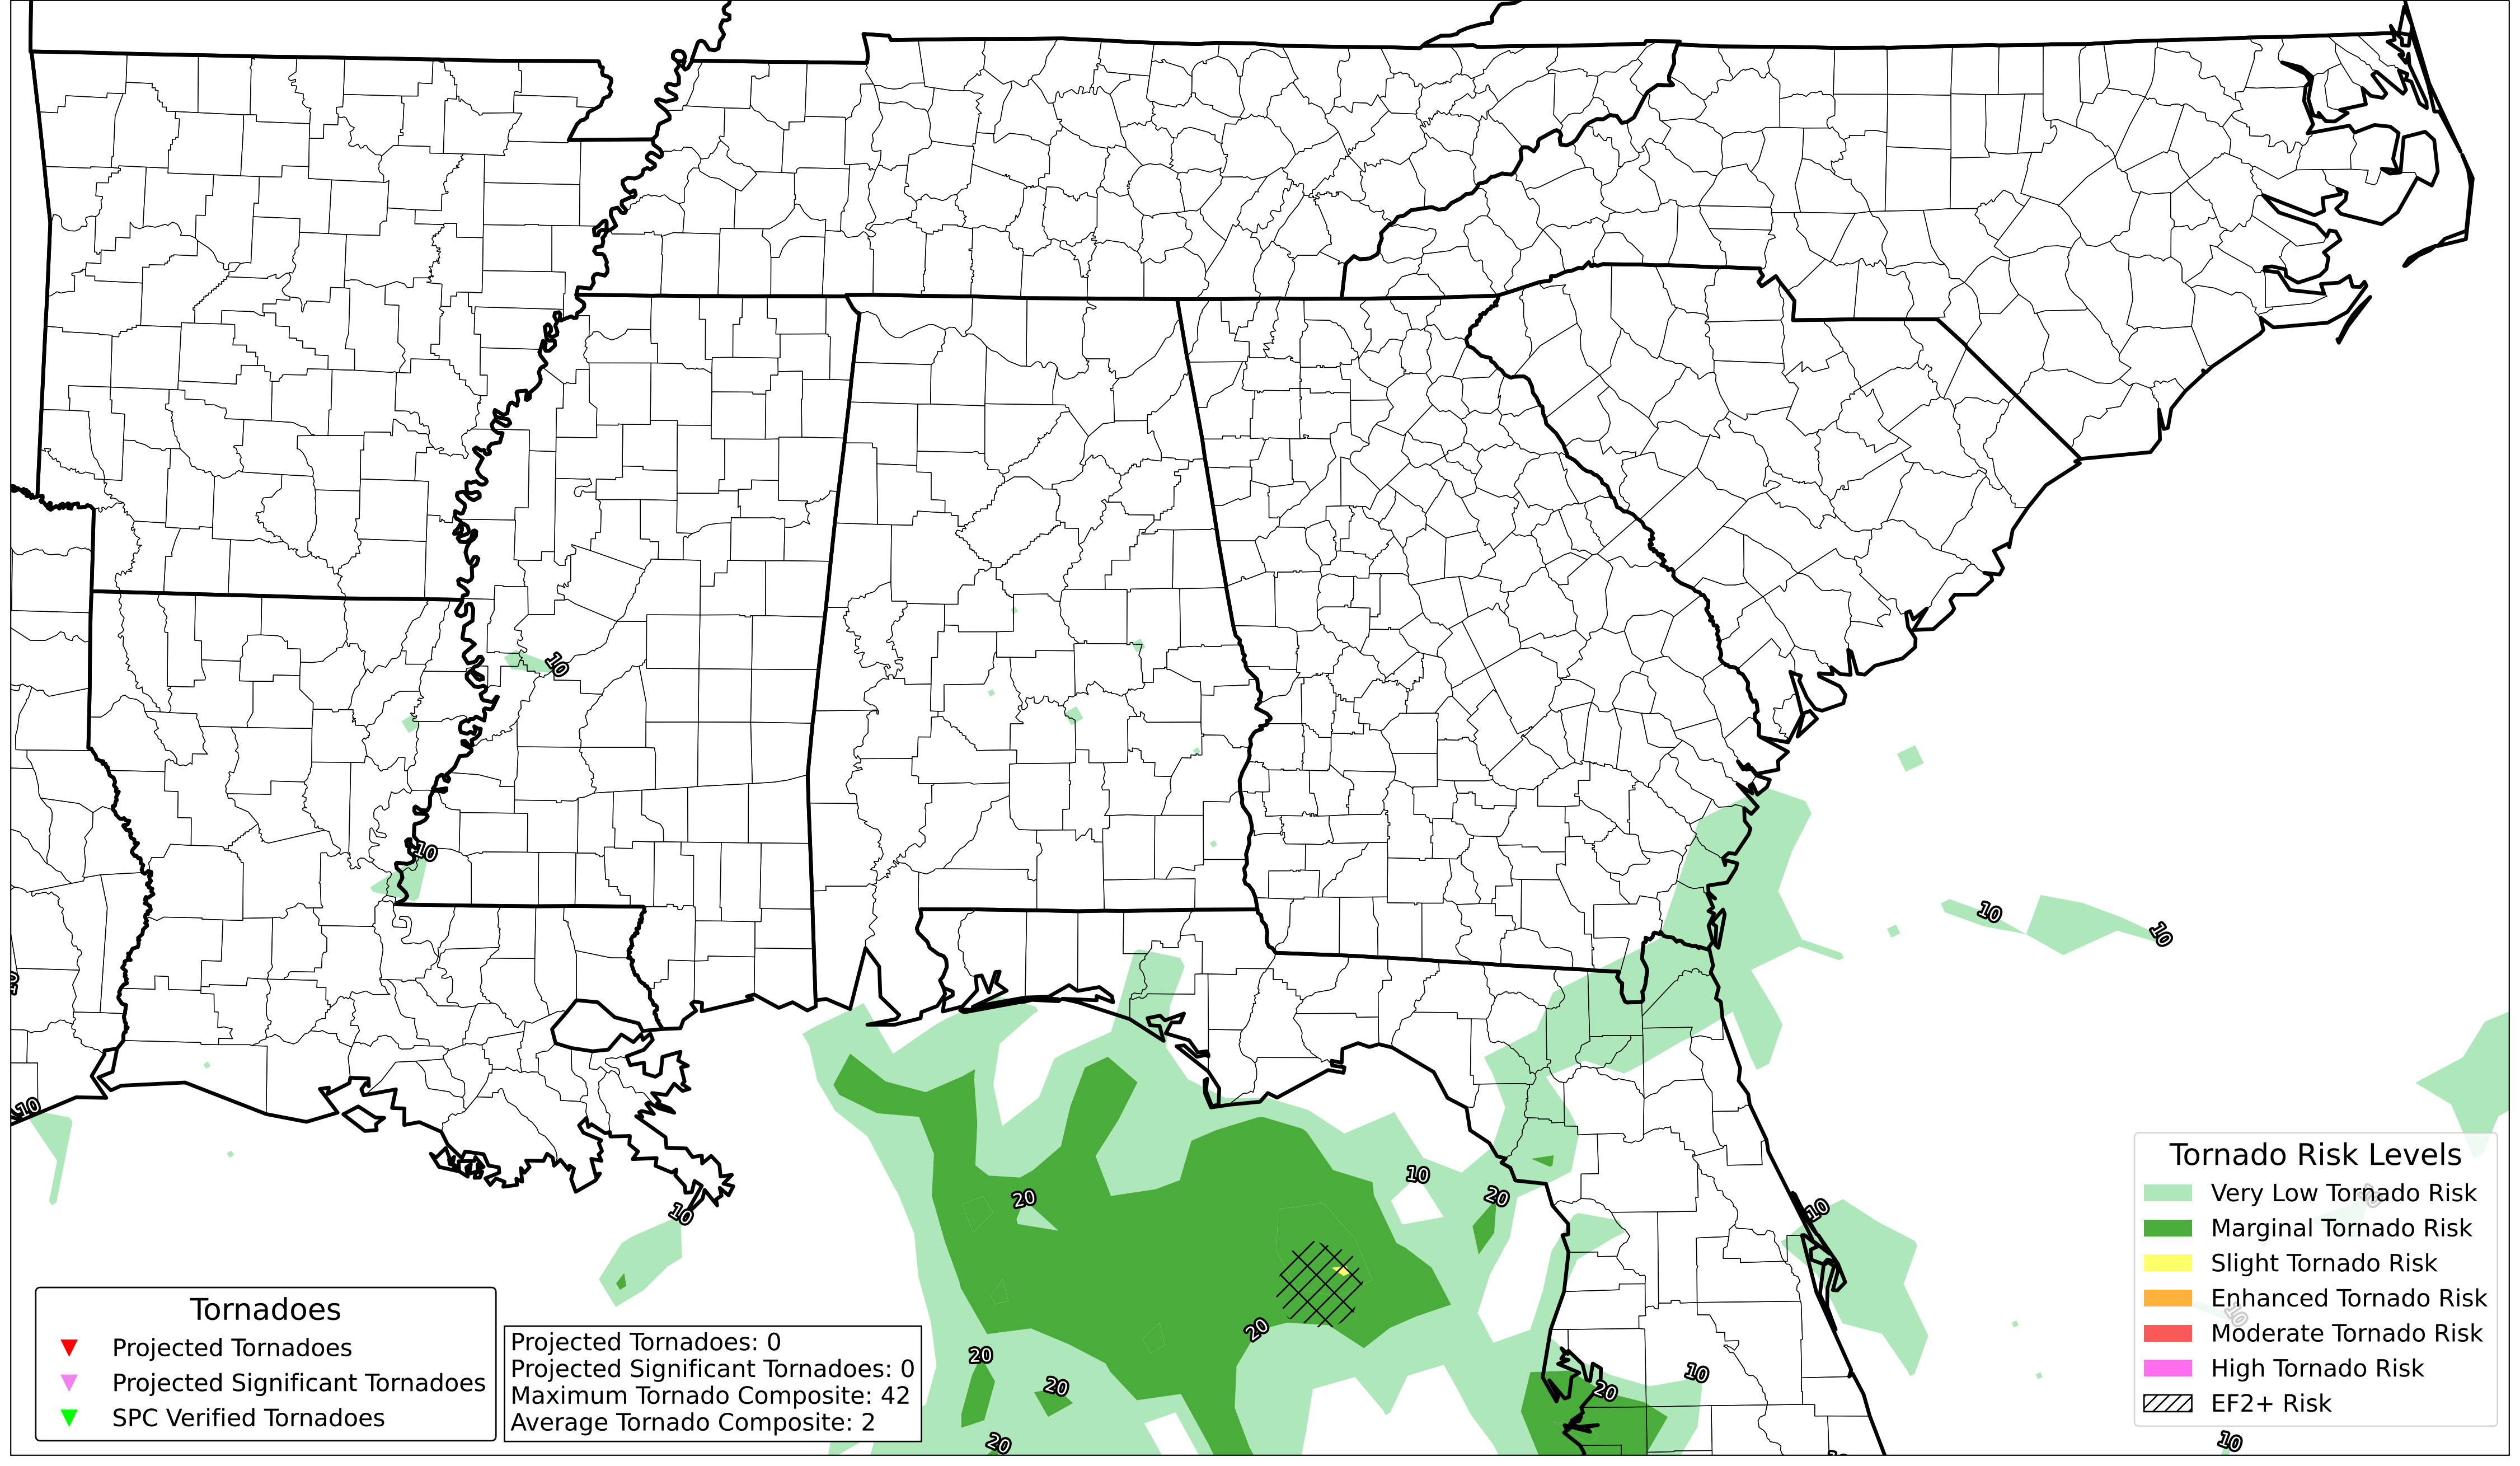 10
10
10
10
10
10
10
10
20
20
10
20
20
20
10
20
20
10
Tornadoes
Projected Tornadoes
Projected Significant Tornadoes
SPC Verified Tornadoes
Projected Tornadoes: 0
Projected Significant Tornadoes: 0
Maximum Tornado Composite: 42
Average Tornado Composite: 2
Tornado Risk Levels
Very Low Tornado Risk
Marginal Tornado Risk
Slight Tornado Risk
Enhanced Tornado Risk
Moderate Tornado Risk
High Tornado Risk
EF2+ Risk